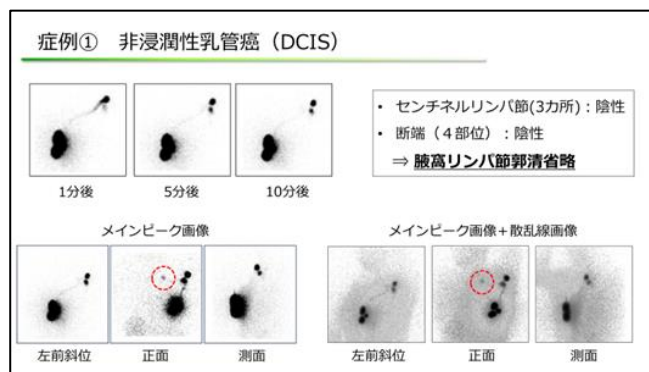 症例① 非浸潤性乳管癌（DCIS）
• センチネルリンパ節(3カ所)：陰性
• 断端（４部位）：陰性
⇒ 腋窩リンパ節郭清省略
1分後
5分後
10分後
メインピーク画像
左前斜位
正面
測面
メインピーク画像＋散乱線画像
左前斜位
正面
測面